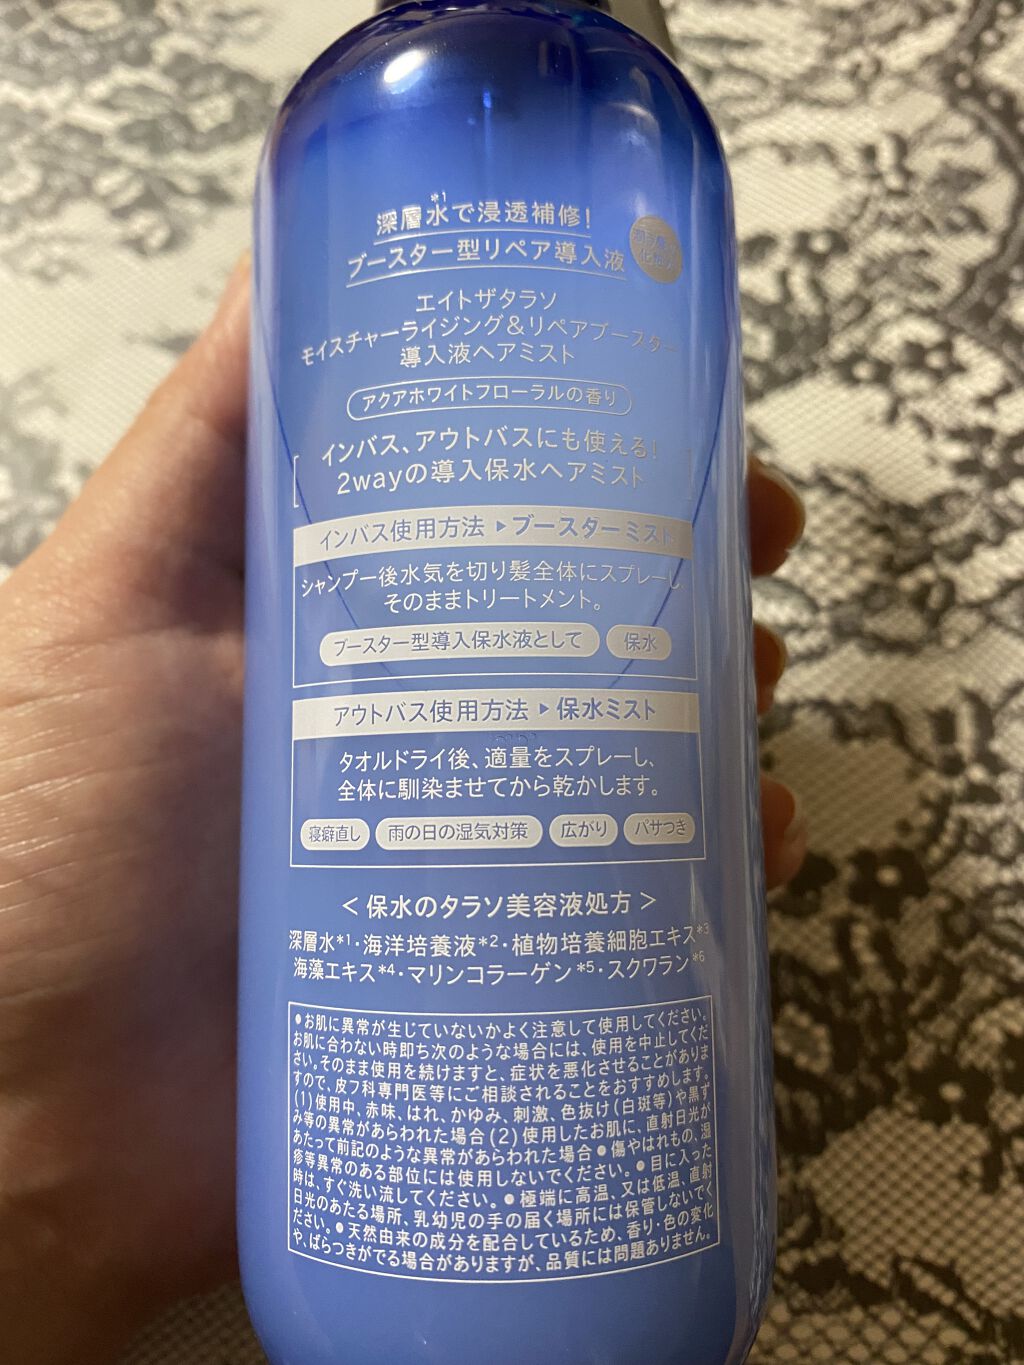 深層水*1で浸透補修!
ブースター型リペア導入液
エイトザタラソ
モイスチャーライジング&リペアブースター
導入液ヘアミスト
アクアホワイトフローラルの香り
インバス、アウトバスにも使える!
2wayの導入保水ヘアミスト
インバス使用方法▶ブースターミスト
シャンプー後水気を切り髪全体にスプレーし、
そのままトリートメント。
ブースター型導入保水液として 保水
アウトバス使用方法▶保水ミスト
タオルドライ後、適量をスプレーし、
全体に馴染ませてから乾かします。
寝癖直し 雨の日の湿気対策 広がり パサつき
<保水のタラソ美容液処方>
深層水*1・海洋培養液*2・植物培養細胞エキス*3
海藻エキス*4・マリンコラーゲン*5・スクワラン*6
●お肌に異常が生じていないかよく注意して使用してください。
お肌に合わない時即ち次のような場合には、使用を中止してくだ
さい。そのまま使用を続けますと、症状を悪化させることがありま
すので、皮フ科専門医等にご相談されることをおすすめします。
(1)使用中、赤味、はれ、かゆみ、刺激、色抜け(白斑等)や黒ず
み等の異常があらわれた場合(2)使用したお肌に、直射日光が
あたって前記のような異常があらわれた場合●傷やはれもの、湿
疹等異常のある部位には使用しないでください。●目に入った
時は、すぐ洗い流してください。●極端に高温、又は低温、直射
日光のあたる場所、乳幼児の手の届く場所には保管しないでく
ださい。●天然由来の成分を配合しているため、香り・色の変化
や、ばらつきがでる場合がありますが、品質には問題ありません。